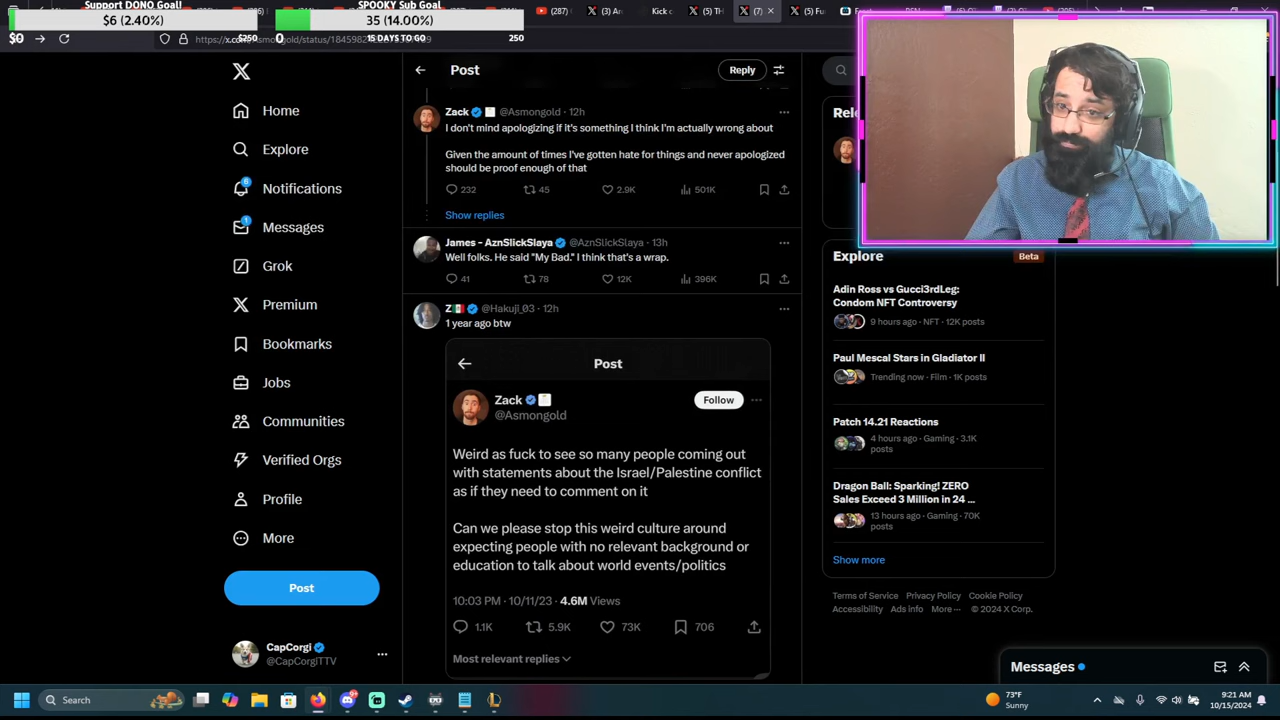 Support DONO Goal!
$6 (2.40%)
$0
$250
SPOOKY Sub Goal
35 (14.00%)
0
15 DAYS TO GO
250
(287)
(3) A
Kick c
(5) Th
(7)
(5) Fu
https://x.com/Asmongold/status/18459
Home
Explore
Notifications
6
Messages
1
Grok
Premium
Bookmarks
Jobs
Communities
Verified Orgs
Profile
More
Post
CapCorgi
@CapCorgiTTV
Post
Reply
Zack @Asmongold · 12h
I don't mind apologizing if it's something I think I'm actually wrong about
Given the amount of times I've gotten hate for things and never apologized
should be proof enough of that
232 45 2.9K 501K
Show replies
James - AznSlickSlaya @AznSlickSlaya · 13h
Well folks. He said "My Bad." I think that's a wrap.
41 78 12K 396K
Z @Hakuji_03 · 12h
1 year ago btw
Post
Zack
@Asmongold
Follow
Weird as fuck to see so many people coming out
with statements about the Israel/Palestine conflict
as if they need to comment on it
Can we please stop this weird culture around
expecting people with no relevant background or
education to talk about world events/politics
10:03 PM · 10/11/23 · 4.6M Views
1.1K 5.9K 73K 706
Most relevant replies
Rele
Explore
Beta
Adin Ross vs Gucci3rdLeg:
Condom NFT Controversy
9 hours ago · NFT · 12K posts
Paul Mescal Stars in Gladiator II
Trending now · Film · 1K posts
Patch 14.21 Reactions
4 hours ago · Gaming · 3.1K
posts
Dragon Ball: Sparking! ZERO
Sales Exceed 3 Million in 24 ...
13 hours ago · Gaming · 70K
posts
Show more
Terms of Service Privacy Policy Cookie Policy
Accessibility Ads info More ··· © 2024 X Corp.
Messages
Search
73°F
Sunny
9:21 AM
10/15/2024